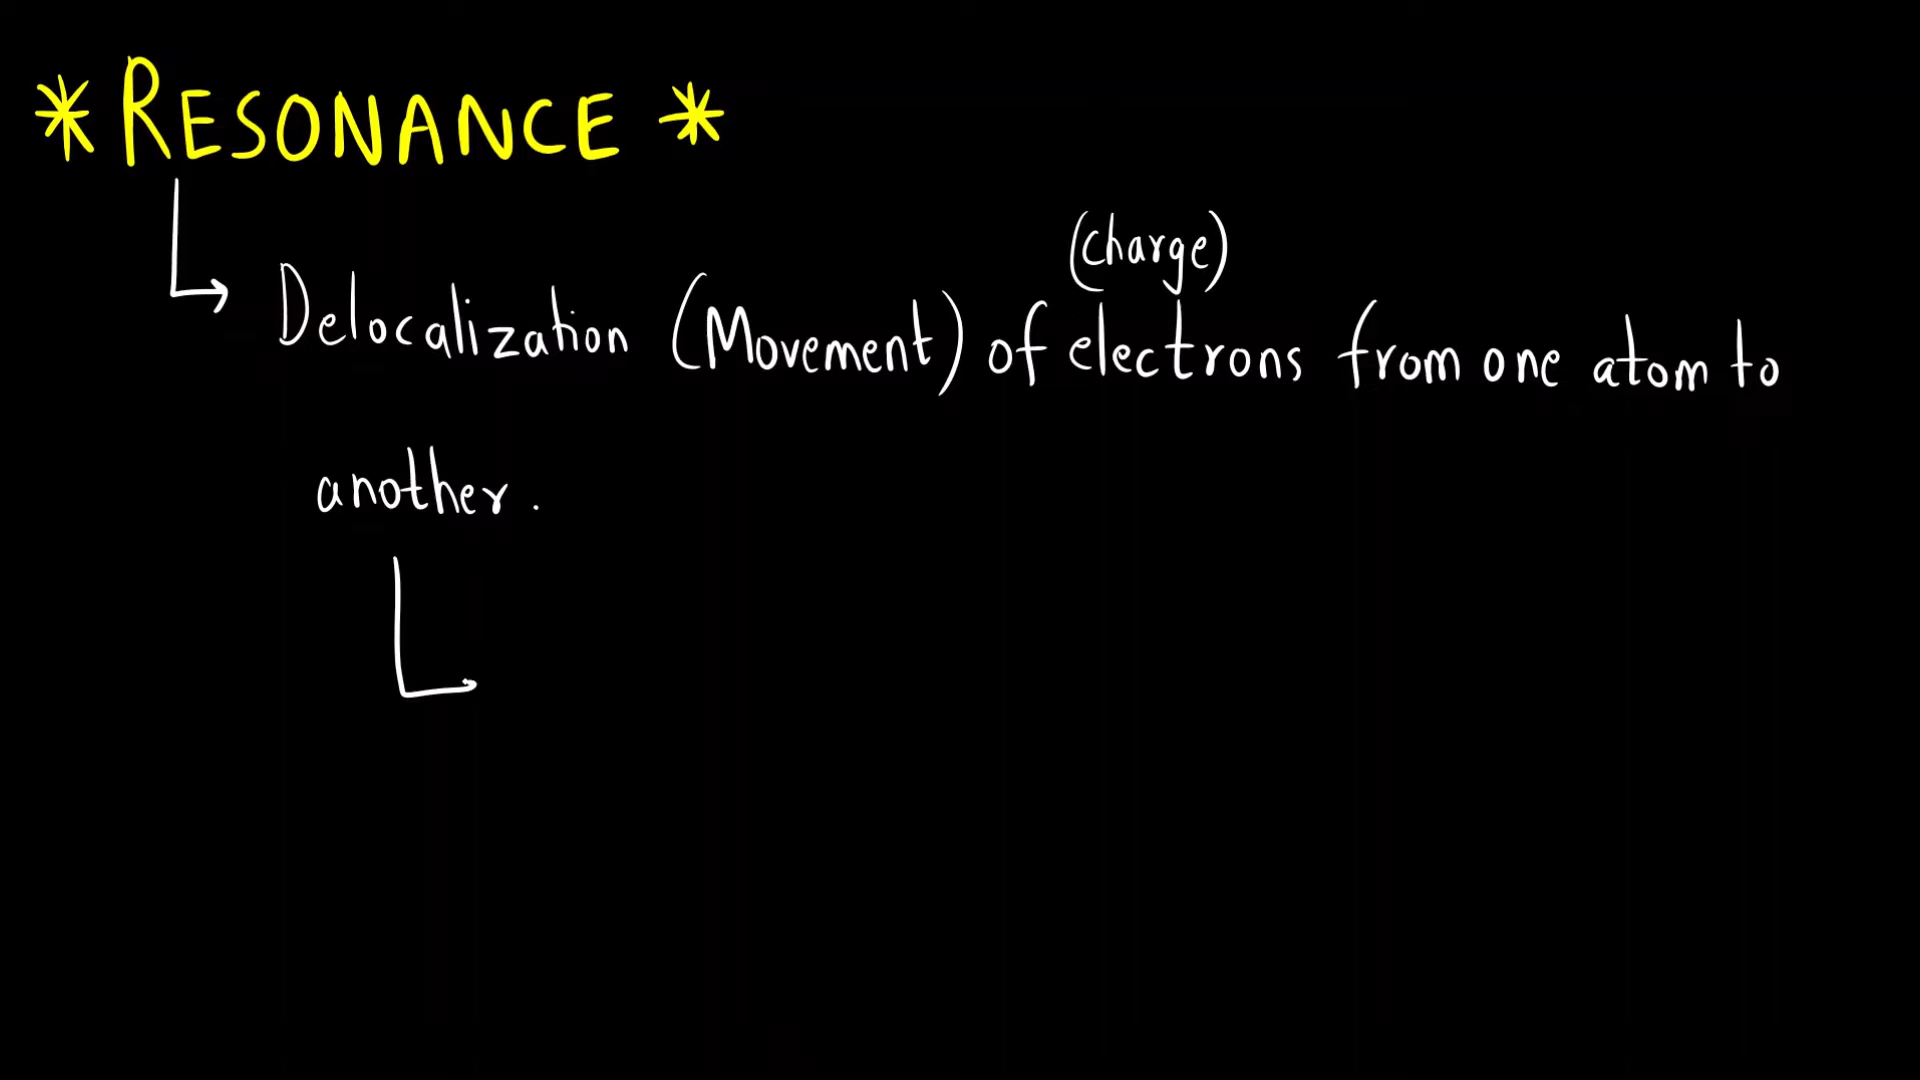 * RESONANCE *
(charge)
Delocalization (Movement) of electrons from one atom to
another.